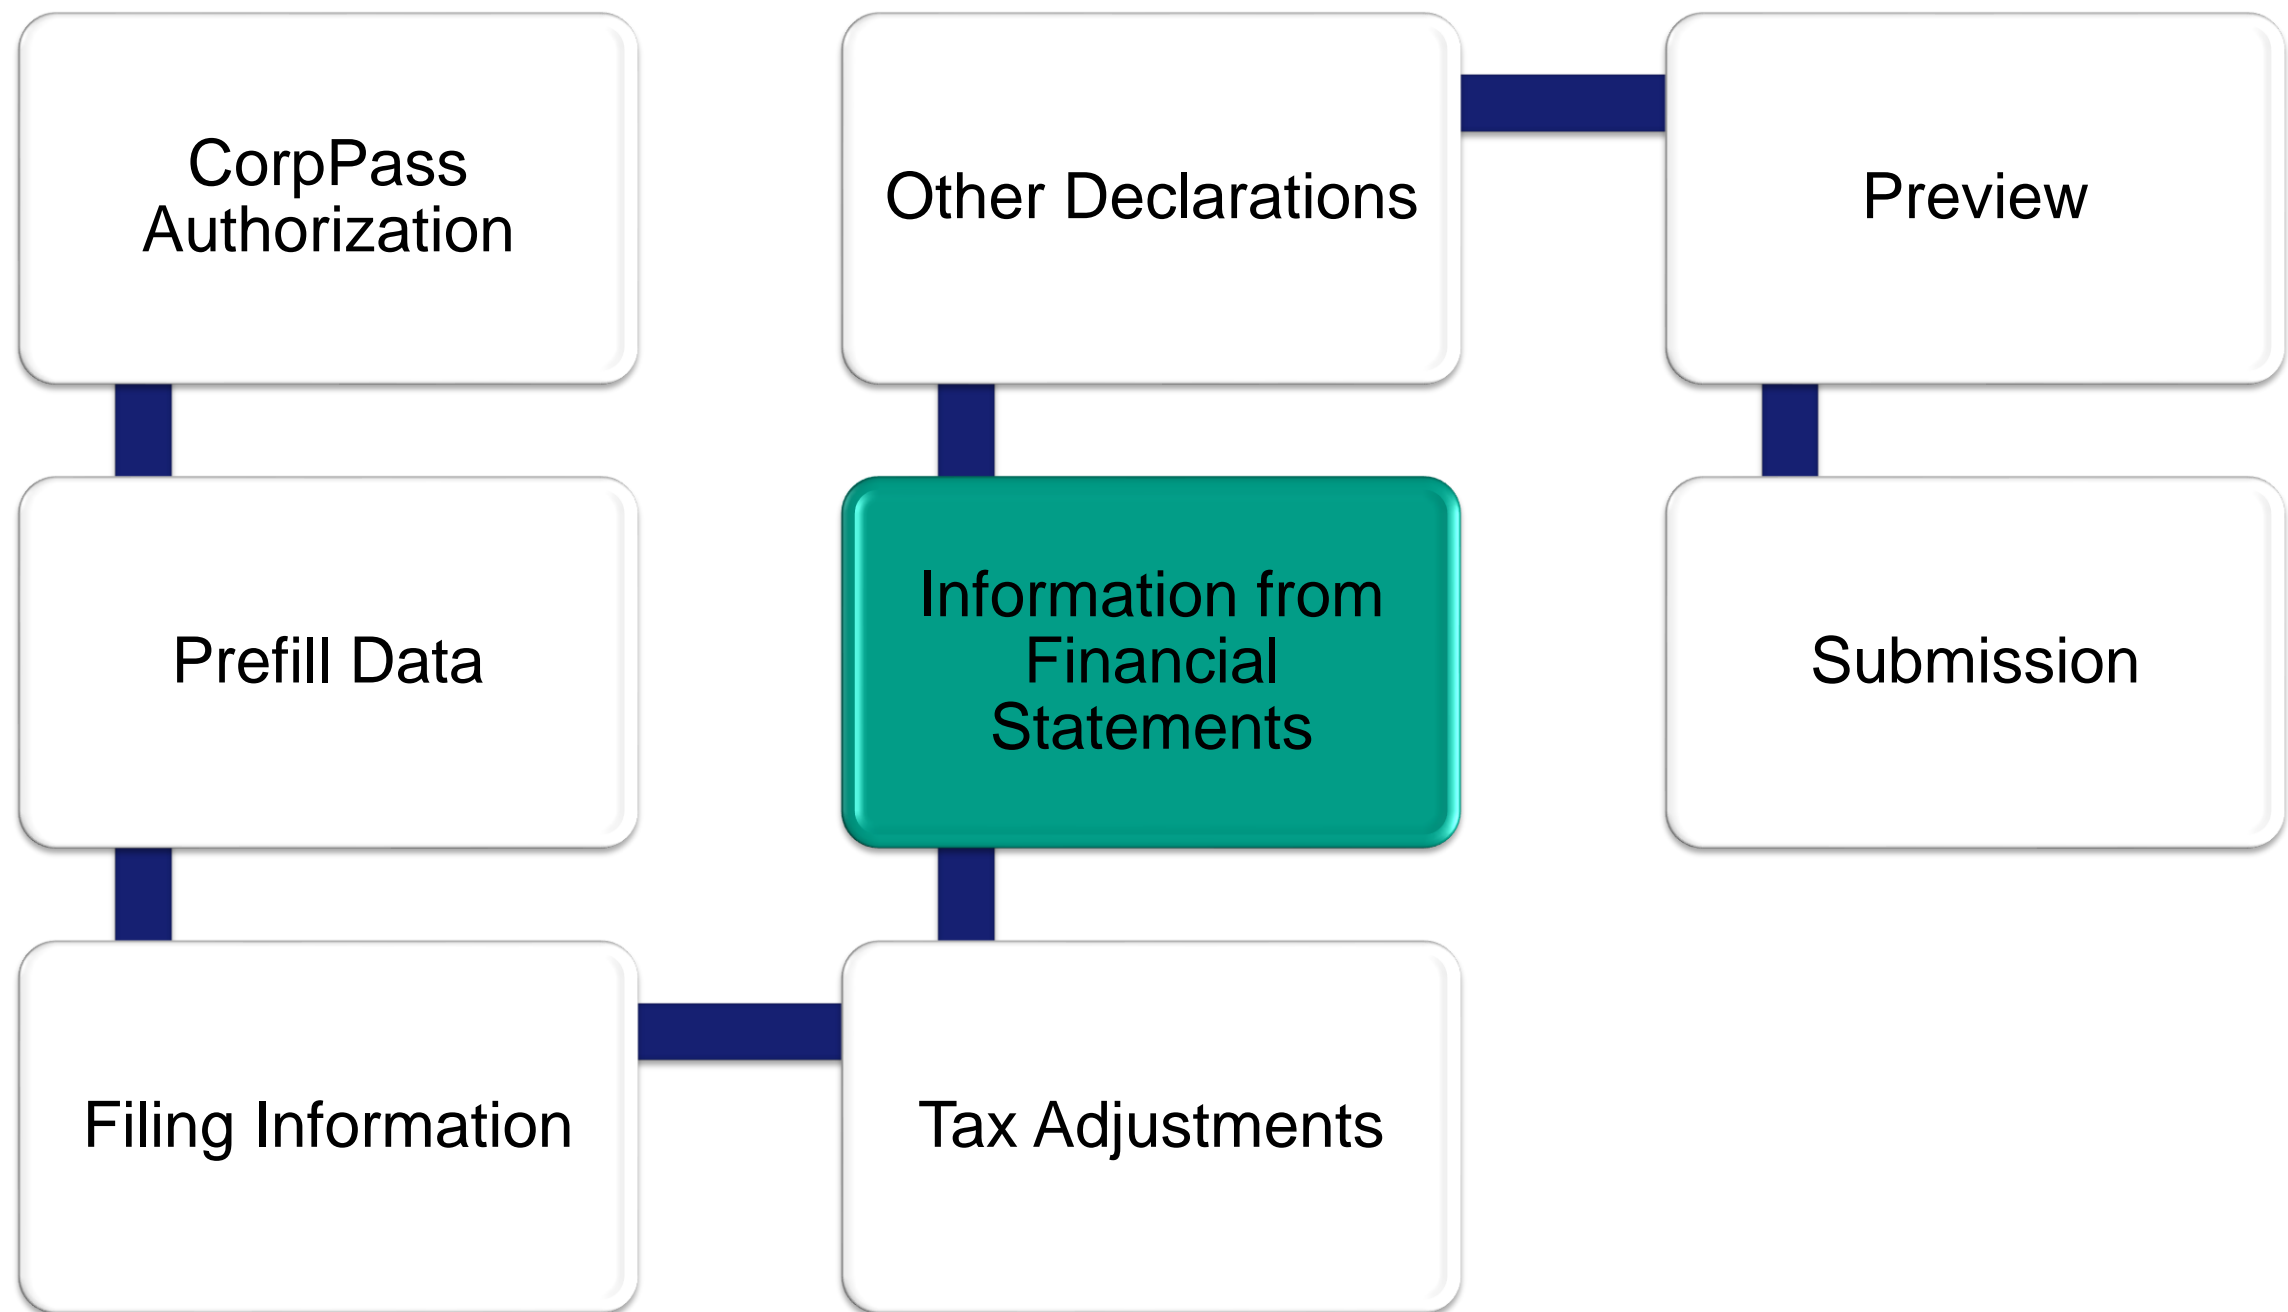 CorpPass
Authorization
Prefill Data
Filing Information
Tax Adjustments
Information from
Financial
Statements
Other Declarations
Preview
Submission